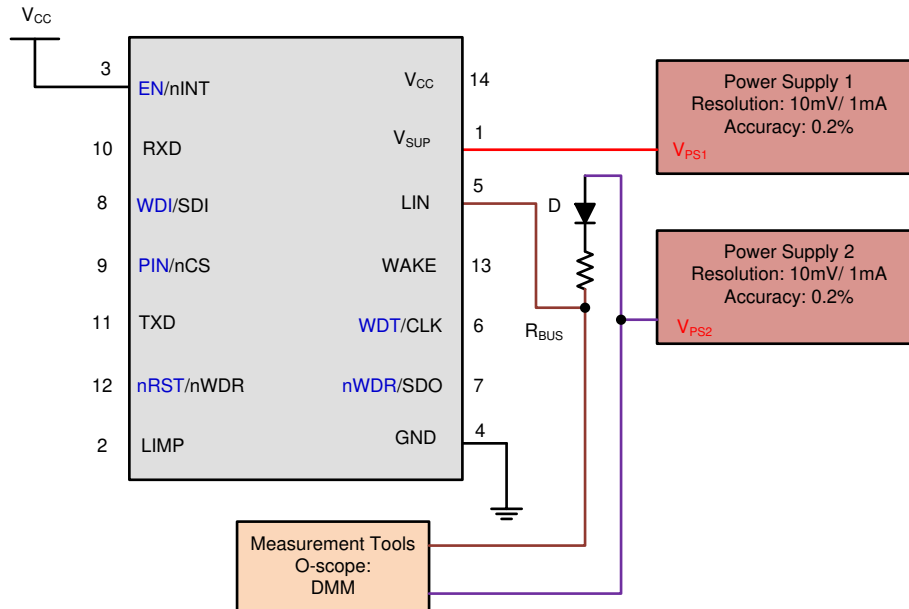 VCC
3
EN/nINT
VCC
14
Power Supply 1
Resolution: 10mV/ 1mA
Accuracy: 0.2%
VPS1
10
RXD
VSUP
1
8
WDI/SDI
LIN
5
D
9
PIN/nCS
WAKE
13
Power Supply 2
Resolution: 10mV/ 1mA
Accuracy: 0.2%
VPS2
11
TXD
WDT/CLK
6
RBUS
12
nRST/nWDR
nWDR/SDO
7
2
LIMP
GND
4
Measurement Tools
O-scope:
DMM